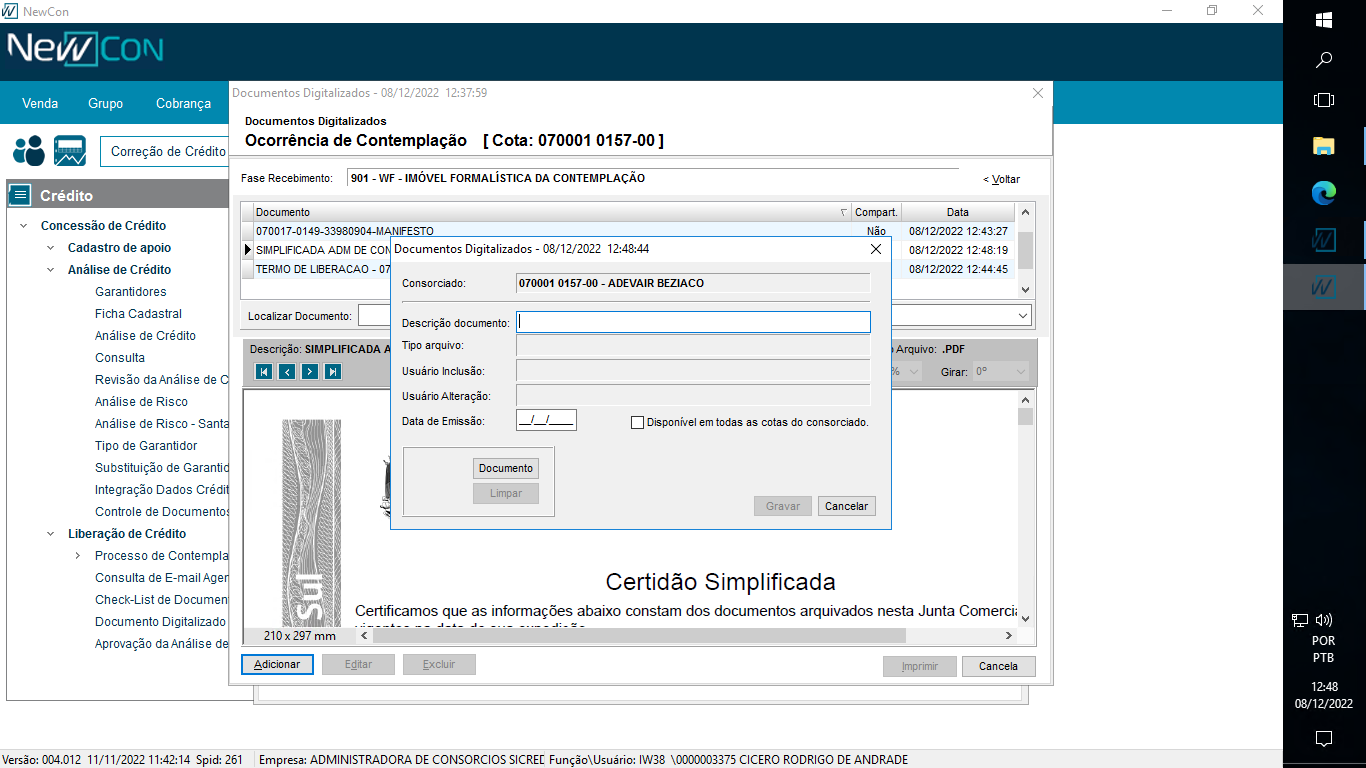 NewCon
NewCon
Venda Grupo Cobrança
Correção de Crédito
Crédito
Concessão de Crédito
Cadastro de apoio
Análise de Crédito
Garantidores
Ficha Cadastral
Análise de Crédito
Consulta
Revisão da Análise de C
Análise de Risco
Análise de Risco - Santa
Tipo de Garantidor
Substituição de Garantid
Integração Dados Crédit
Controle de Documentos
Liberação de Crédito
Processo de Contempla
Consulta de E-mail Agen
Check-List de Documen
Documento Digitalizado
Aprovação da Análise de
Documentos Digitalizados - 08/12/2022 12:37:59
Documentos Digitalizados
Ocorrência de Contemplação [ Cota: 070001 0157-00 ]
Fase Recebimento: 901 - WF - IMÓVEL FORMALÍSTICA DA CONTEMPLAÇÃO < Voltar
Documento Compart. Data
070017-0149-33980904-MANIFESTO Não 08/12/2022 12:43:27
SIMPLIFICADA ADM DE CON 08/12/2022 12:48:19
TERMO DE LIBERACAO - 07 08/12/2022 12:44:45
Localizar Documento:
Descrição: SIMPLIFICADA A o Arquivo: .PDF
% Girar: 0º
Documentos Digitalizados - 08/12/2022 12:48:44
Consorciado: 070001 0157-00 - ADEVAIR BEZIACO
Descrição documento:
Tipo arquivo:
Usuário Inclusão:
Usuário Alteração:
Data de Emissão: __/__/____ Disponível em todas as cotas do consorciado.
Documento
Limpar
Gravar Cancelar
Sul
Certidão Simplificada
Certificamos que as informações abaixo constam dos documentos arquivados nesta Junta Comercia
vigentes na data de sua expedição
210 x 297 mm
Adicionar Editar Excluir Imprimir Cancela
Versão: 004.012 11/11/2022 11:42:14 Spid: 261 Empresa: ADMINISTRADORA DE CONSORCIOS SICRED Função\Usuário: IW38 \0000003375 CICERO RODRIGO DE ANDRADE
POR
PTB
12:48
08/12/2022